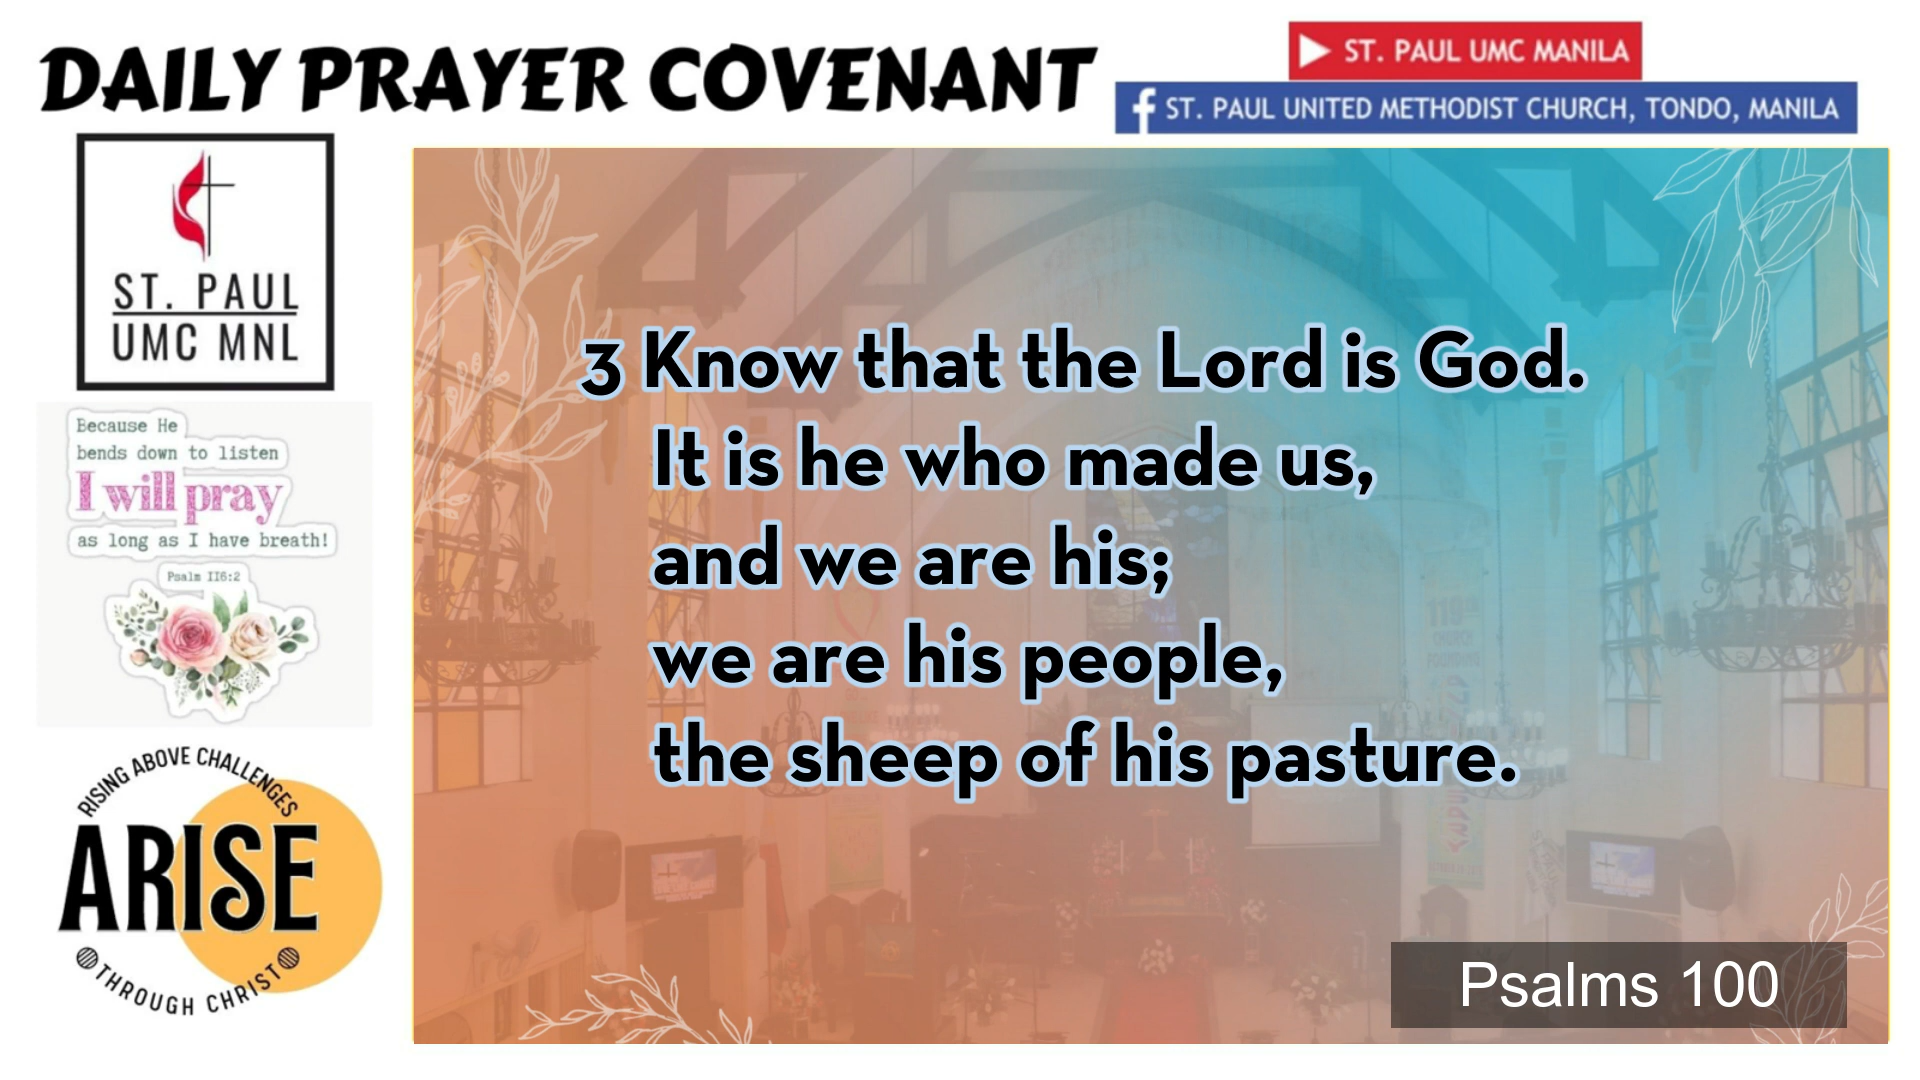 DAILY PRAYER COVENANT
ST. PAUL UMC MANILA
f ST. PAUL UNITED METHODIST CHURCH, TONDO, MANILA
ST. PAUL
UMC MNL
Because He
bends down to listen
I will pray
as long as I have breath!
Psalm 116:2
RISING ABOVE CHALLENGES
ARISE
THROUGH CHRIST
3 Know that the Lord is God.
It is he who made us,
and we are his;
we are his people,
the sheep of his pasture.
Psalms 100